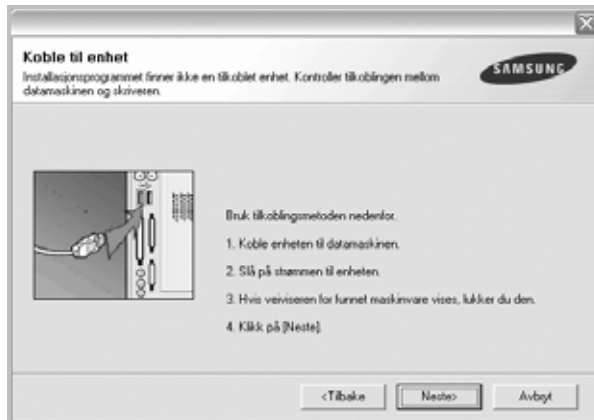 Koble til enhet
Installasjonsprogrammet finner ikke en tilkoblet enhet. Kontroller tilkoblingen mellom
datamaskinen og skriveren.
SAMSUNG
Bruk tilkoblingsmetoden nedenfor.
1. Koble enheten til datamaskinen.
2. Slå på strømmen til enheten.
3. Hvis veiviseren for funnet maskinvare vises, lukker du den.
4. Klikk på [Neste].
<Tilbake
Neste>
Avbryt